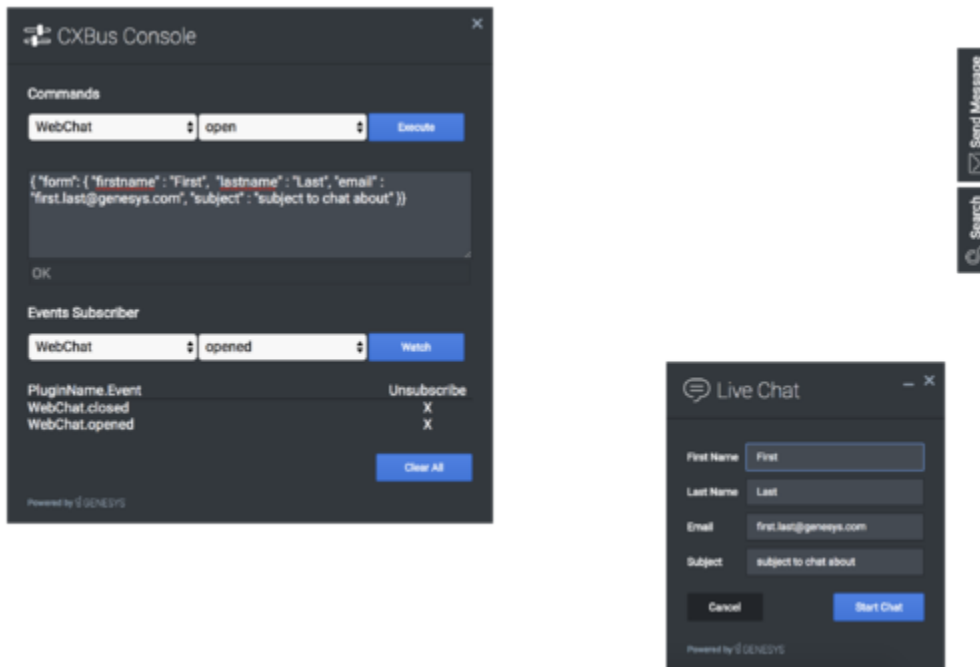 CXBus Console
×
Commands
WebChat open Execute
{ "form": { "firstname" : "First", "lastname" : "Last", "email" :
"first.last@genesys.com", "subject" : "subject to chat about" }}
OK
Events Subscriber
WebChat opened Watch
PluginName.Event Unsubscribe
WebChat.closed X
WebChat.opened X
Clear All
Powered by GENESYS
Send Message
Search
Live Chat
First Name First
Last Name Last
Email first.last@genesys.com
Subject subject to chat about
Cancel Start Chat
Powered by GENESYS